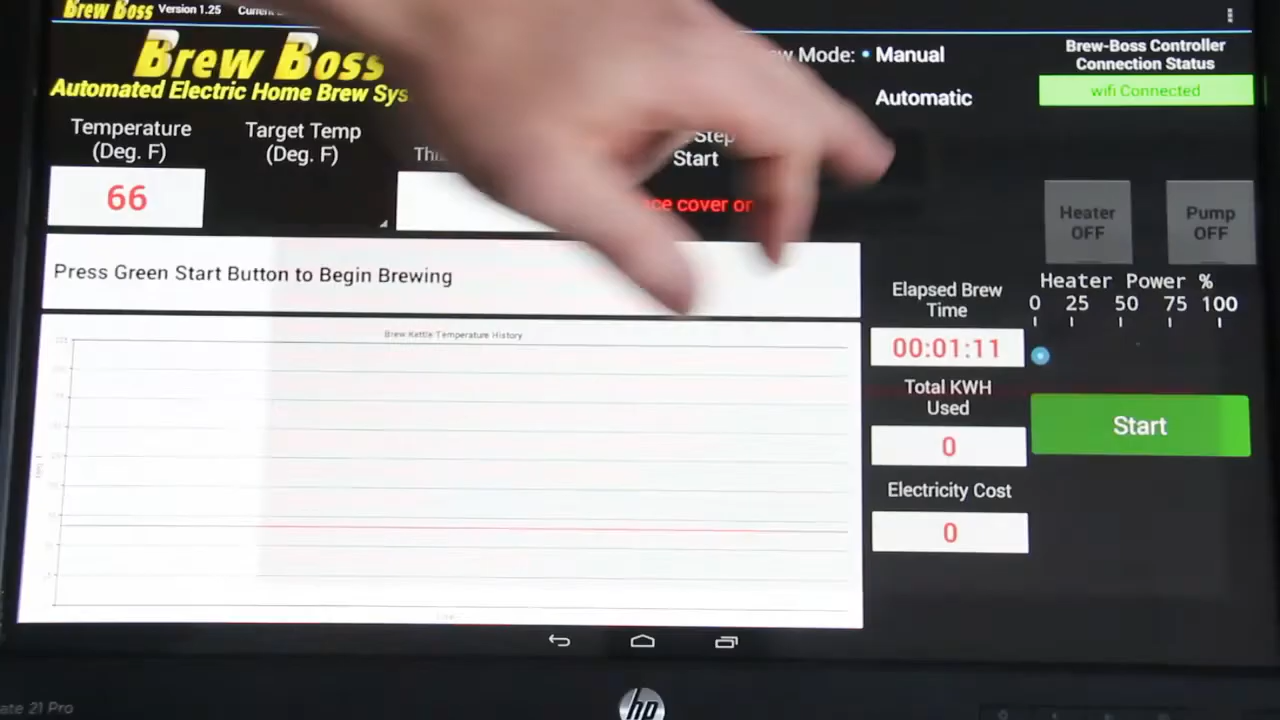 Brew Boss Version 1.25
Brew Boss
Automated Electric Home Brew Sys
Mode: Manual
Automatic
Brew-Boss Controller
Connection Status
wifi Connected
Temperature
(Deg. F)
66
Target Temp
(Deg. F)
Step
Start
cover or
Heater
OFF
Pump
OFF
Press Green Start Button to Begin Brewing
Brew Kettle Temperature History
Elapsed Brew
Time
00:01:11
Total KWH
Used
0
Electricity Cost
0
Heater Power %
0 25 50 75 100
Start
hp
21 Pro